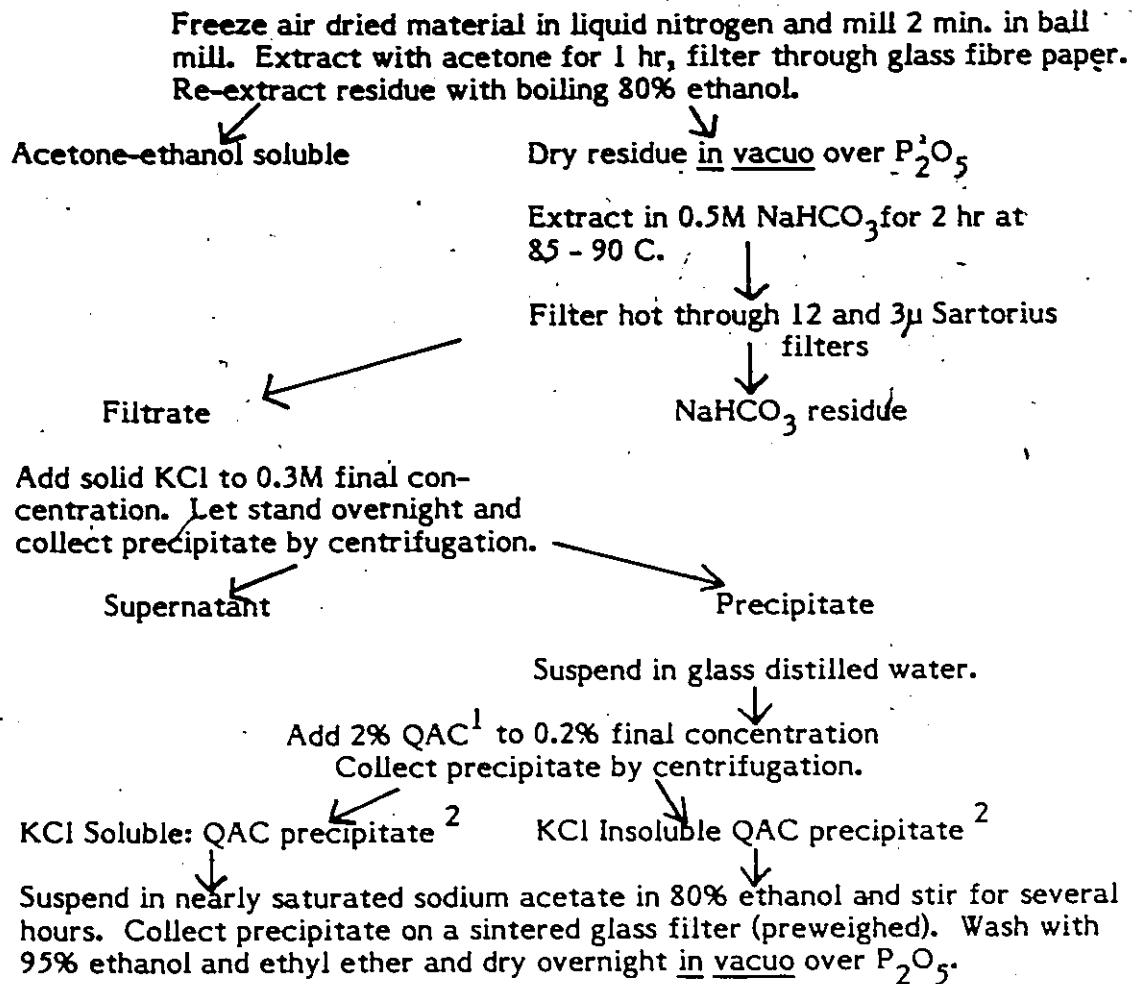 Freeze air dried material in liquid nitrogen and mill 2 min. in ball
mill. Extract with acetone for 1 hr, filter through glass fibre paper.
Re-extract residue with boiling 80% ethanol.
Acetone-ethanol soluble
Dry residue in vacuo over P2O5
Extract in 0.5M NaHCO3 for 2 hr at
85 - 90 C.
Filter hot through 12 and 3µ Sartorius
filters
Filtrate
NaHCO3 residue
Add solid KCl to 0.3M final con-
centration. Let stand overnight and
collect precipitate by centrifugation.
Supernatant
Precipitate
Suspend in glass distilled water.
Add 2% QAC1 to 0.2% final concentration
Collect precipitate by centrifugation.
KCl Soluble: QAC precipitate 2
KCl Insoluble QAC precipitate 2
Suspend in nearly saturated sodium acetate in 80% ethanol and stir for several
hours. Collect precipitate on a sintered glass filter (preweighed). Wash with
95% ethanol and ethyl ether and dry overnight in vacuo over P2O5.